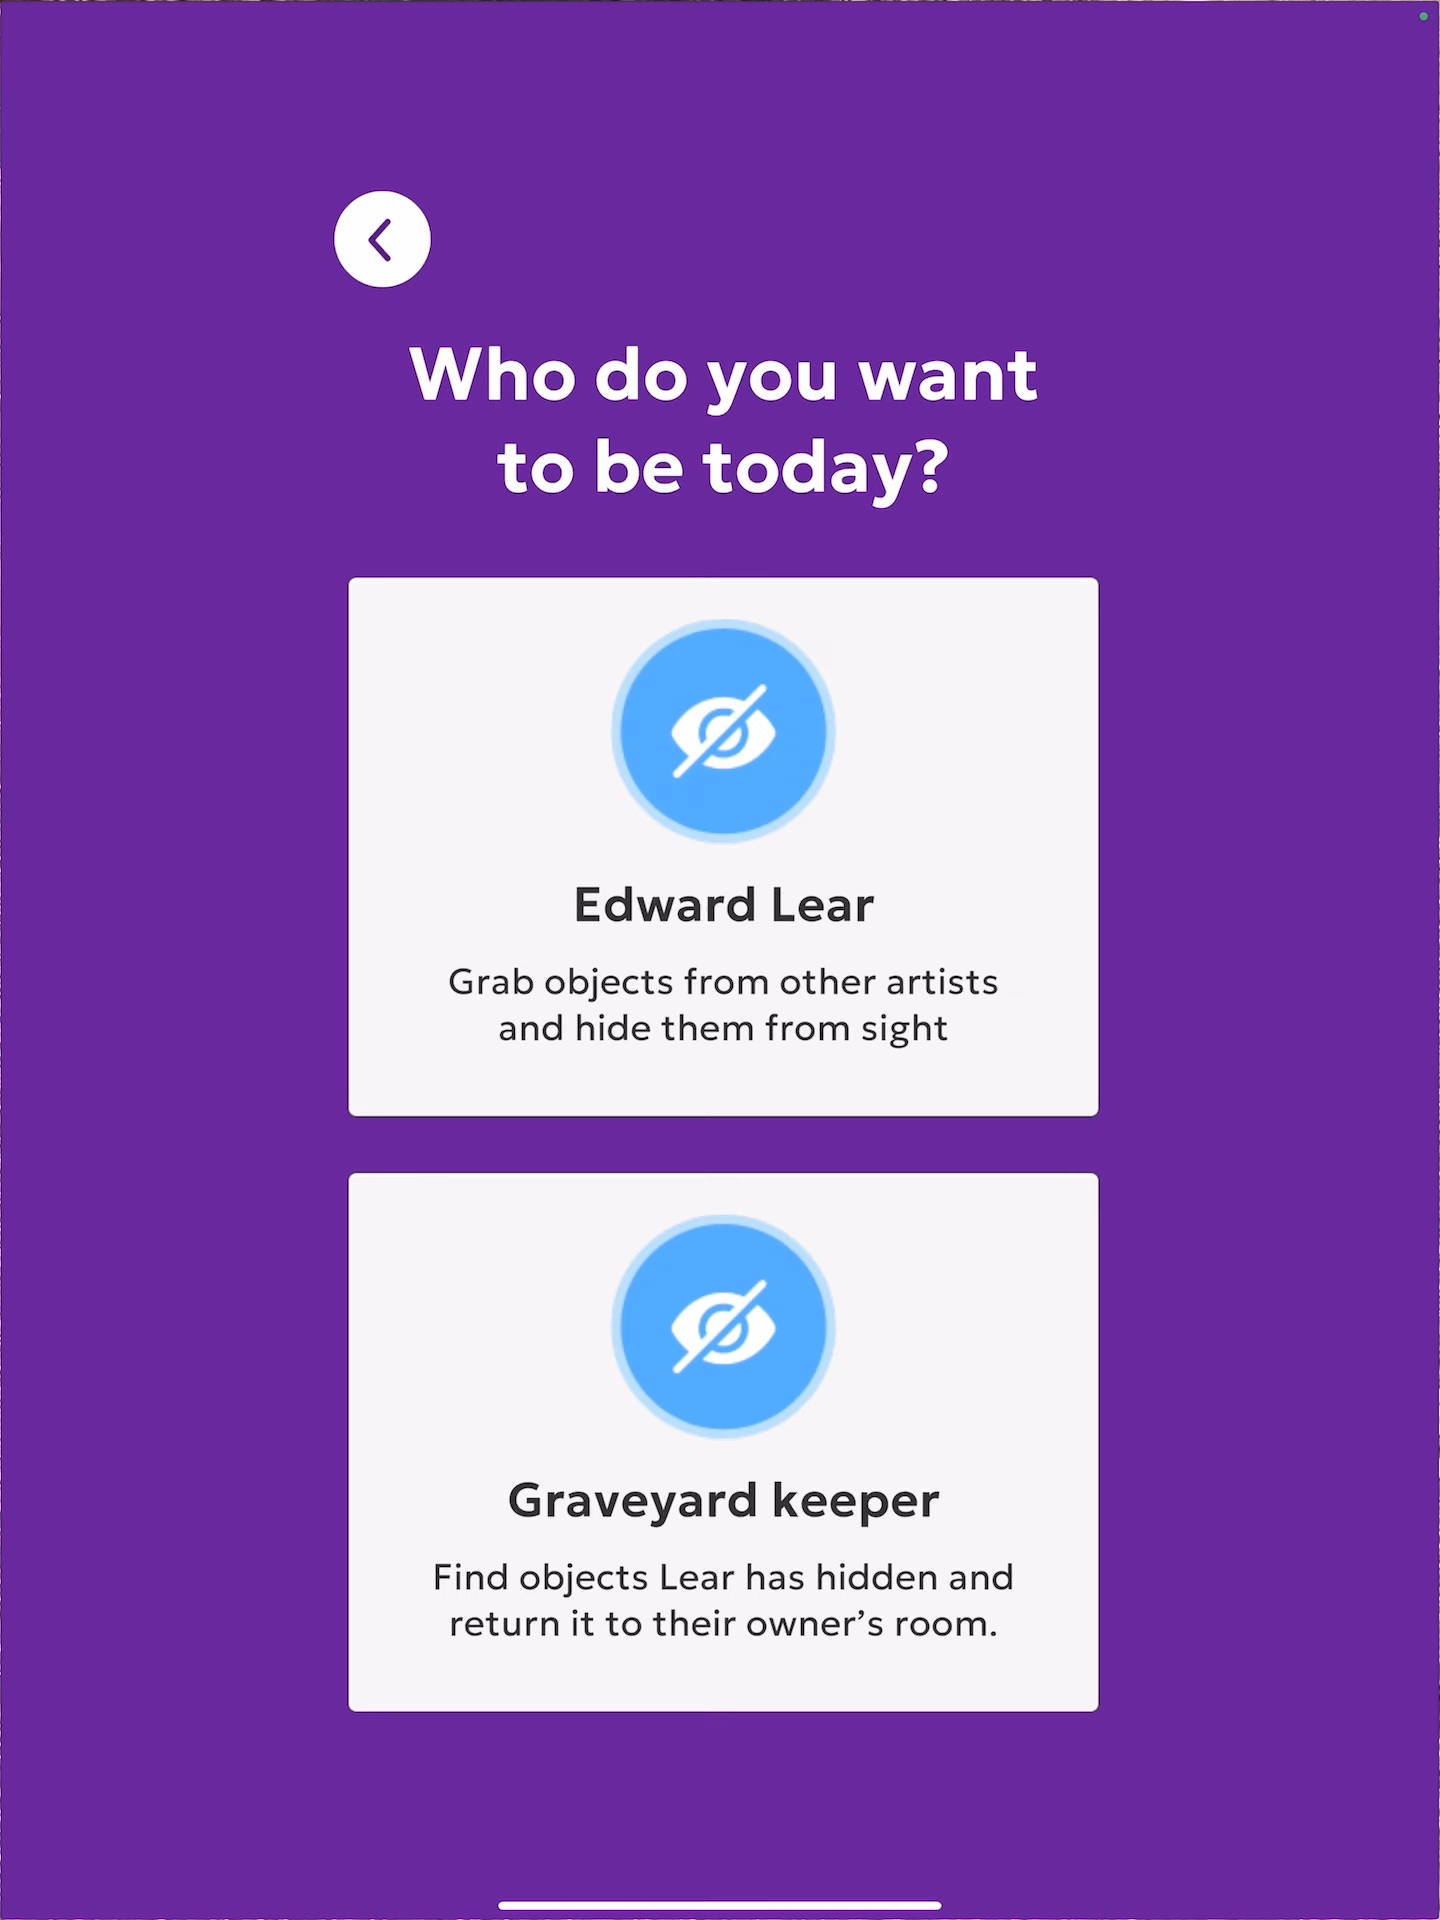 Who do you want
to be today?
Edward Lear
Grab objects from other artists
and hide them from sight
Graveyard keeper
Find objects Lear has hidden and
return it to their owner’s room.